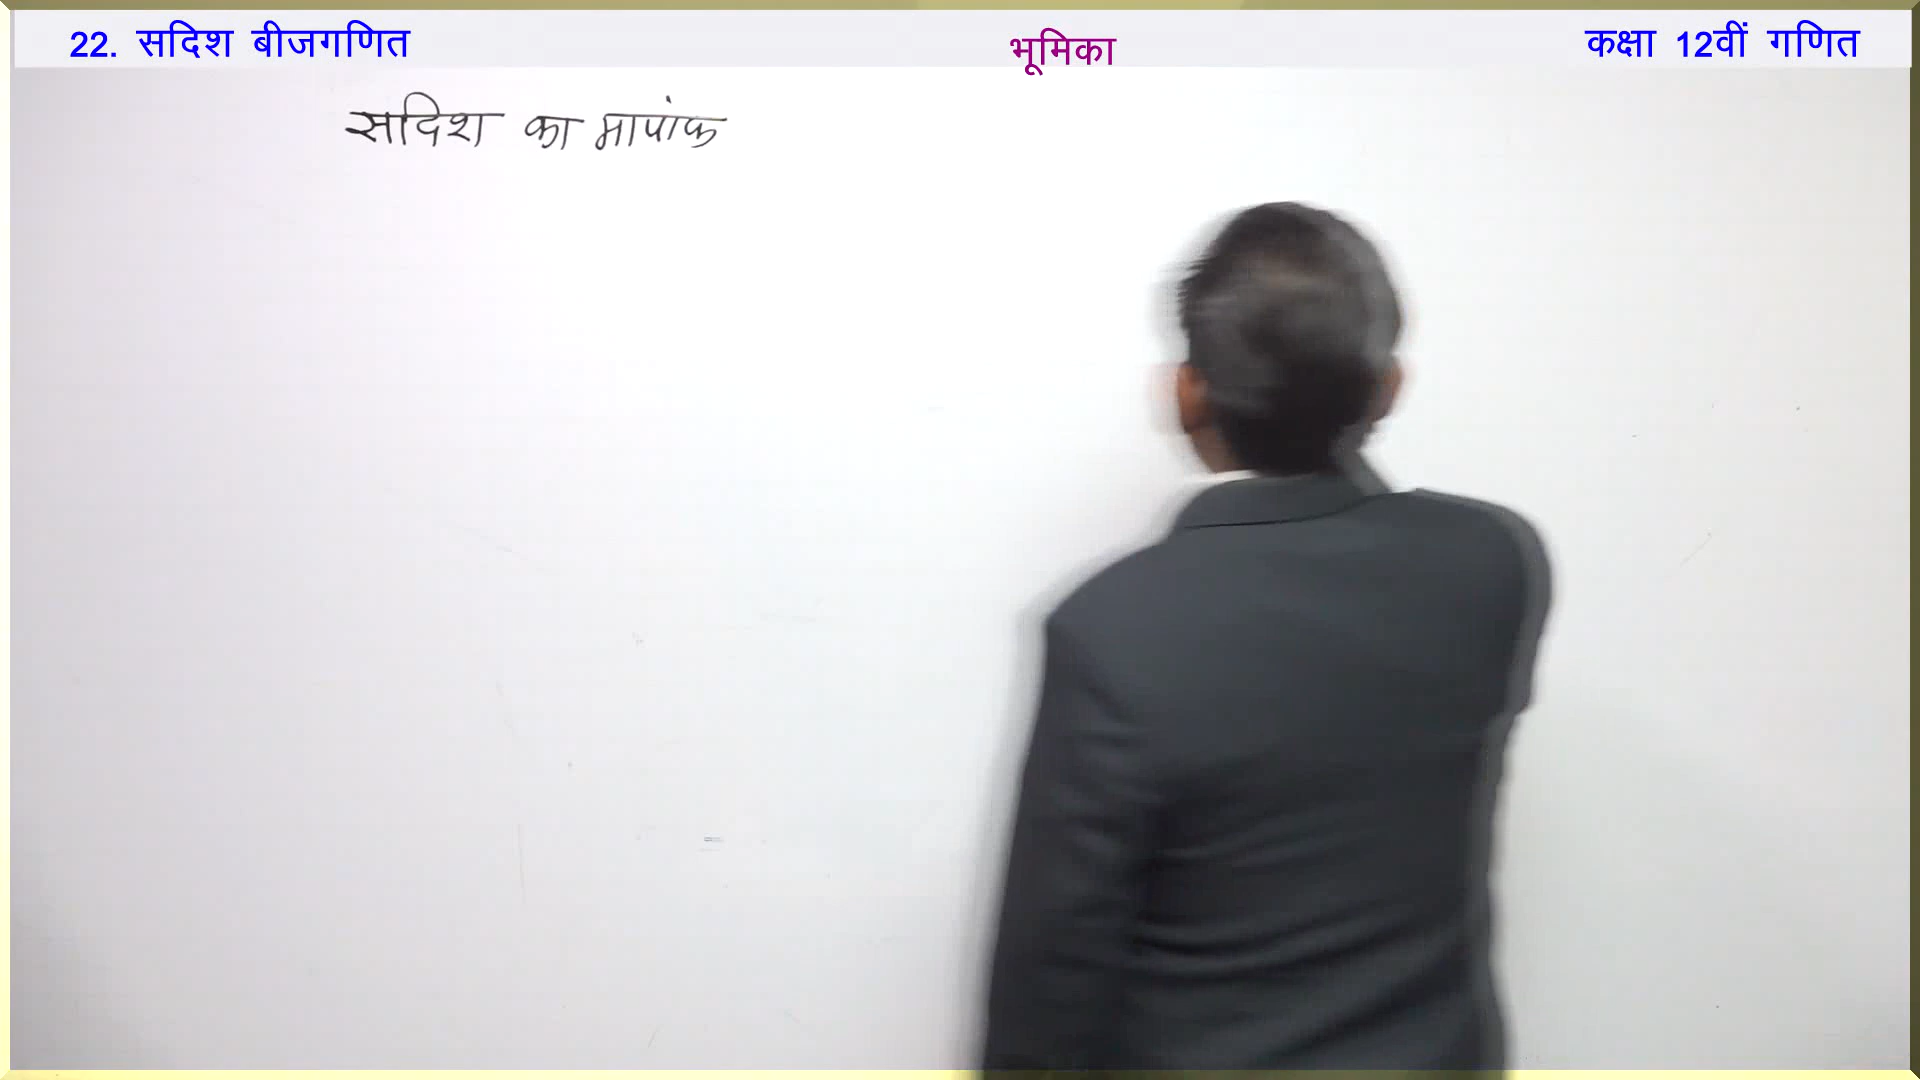 22. सदिश बीजगणित
भूमिका
कक्षा 12वीं गणित
सदिश का मापांक